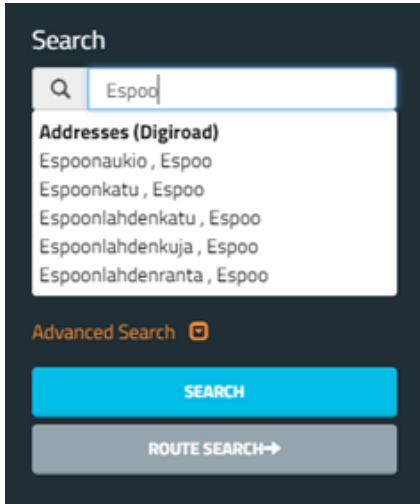 Search
Espoo
Addresses (Digiroad)
Espoonaukio , Espoo
Espoonkatu , Espoo
Espoonlahdenkatu , Espoo
Espoonlahdenkuja , Espoo
Espoonlahdenranta , Espoo
Advanced Search
SEARCH
ROUTE SEARCH→